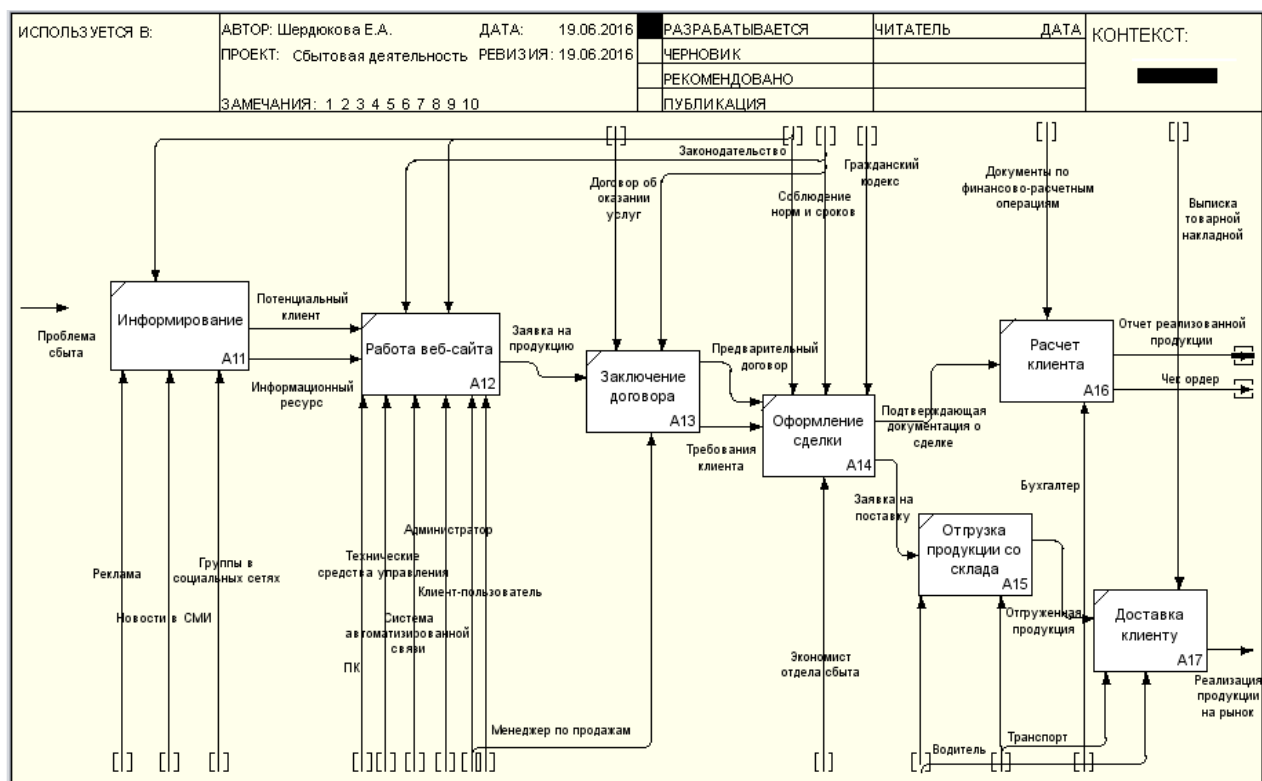 ИСПОЛЬЗУЕТСЯ В:
АВТОР: Шердюкова Е.А.
ДАТА: 19.06.2016
ПРОЕКТ: Сбытовая деятельность
РЕВИЗИЯ: 19.06.2016
ЗАМЕЧАНИЯ: 1 2 3 4 5 6 7 8 9 10
РАЗРАБАТЫВАЕТСЯ
ЧЕРНОВИК
РЕКОМЕНДОВАНО
ПУБЛИКАЦИЯ
ЧИТАТЕЛЬ
ДАТА
КОНТЕКСТ:
Законодательство
Договор об
оказании
услуг
Соблюдение
норм и сроков
Гражданский
кодекс
Документы по
финансово-расчетным
операциям
Выписка
товарной
накладной
Проблема
сбыта
Информирование
A11
Потенциальный
клиент
Информационный
ресурс
Работа веб-сайта
A12
Заявка на
продукцию
Заключение
договора
A13
Предварительный
договор
Требования
клиента
Оформление
сделки
A14
Подтверждающая
документация о
сделке
Заявка на
поставку
Расчет
клиента
A16
Отчет реализованной
продукции
Чек ордер
Отгрузка
продукции со
склада
A15
Отгруженная
продукция
Доставка
клиенту
A17
Реализация
продукции
на рынок
Реклама
Новости в СМИ
Группы в
социальных сетях
ПК
Технические
средства управления
Система
автоматизированной
связи
Администратор
Клиент-пользователь
Менеджер по продажам
Экономист
отдела сбыта
Бухгалтер
Водитель
Транспорт